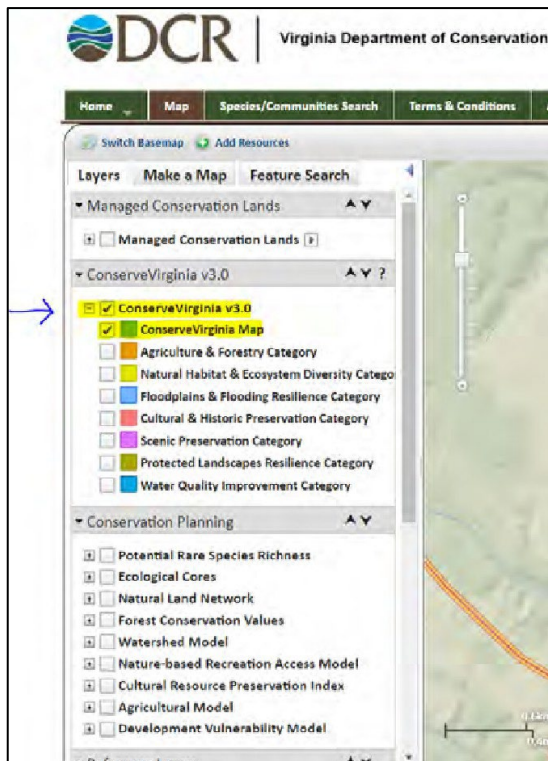 DCR
Virginia Department of Conservation
Home
Map
Species/Communities Search
Terms & Conditions
Switch Basemap
Add Resources
Layers
Make a Map
Feature Search
Managed Conservation Lands
Managed Conservation Lands
ConserveVirginia v3.0
?
ConserveVirginia v3.0
ConserveVirginia Map
Agriculture & Forestry Category
Natural Habitat & Ecosystem Diversity Catego
Floodplains & Flooding Resilience Category
Cultural & Historic Preservation Category
Scenic Preservation Category
Protected Landscapes Resilience Category
Water Quality Improvement Category
Conservation Planning
Potential Rare Species Richness
Ecological Cores
Natural Land Network
Forest Conservation Values
Watershed Model
Nature-based Recreation Access Model
Cultural Resource Preservation Index
Agricultural Model
Development Vulnerability Model